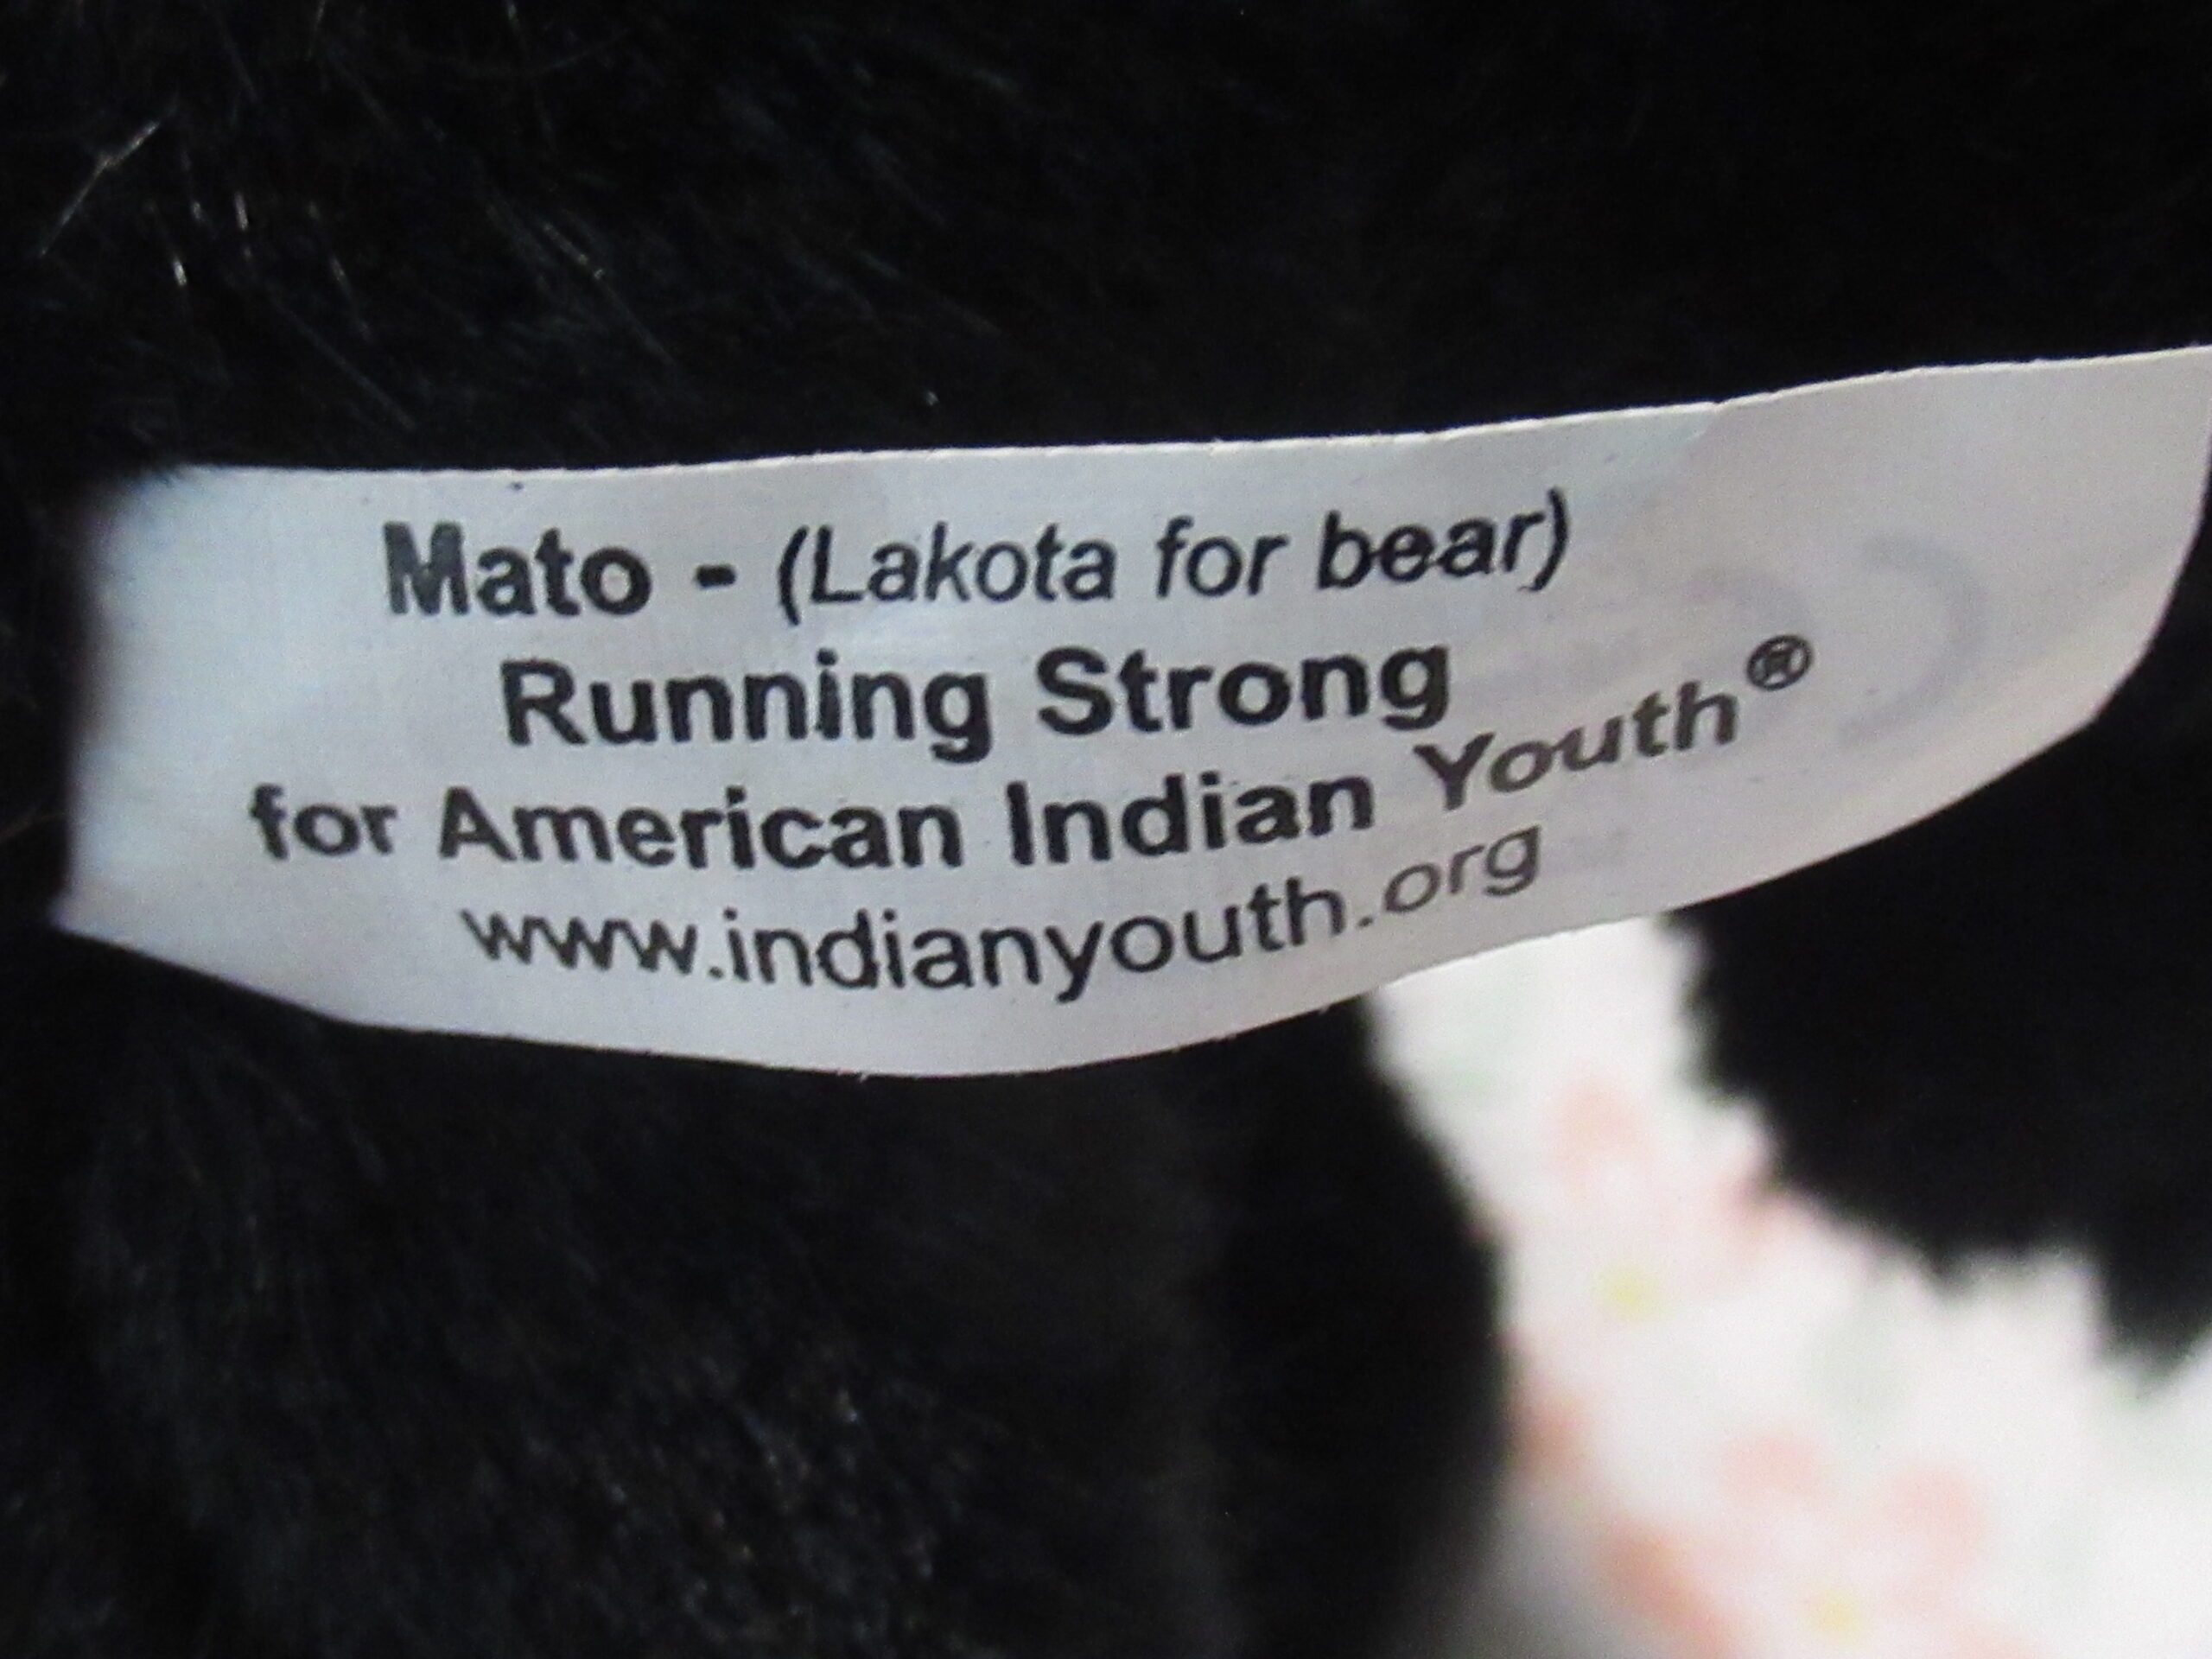 Mato - (Lakota for bear)
Running Strong
for American Indian Youth®
www.indianyouth.org